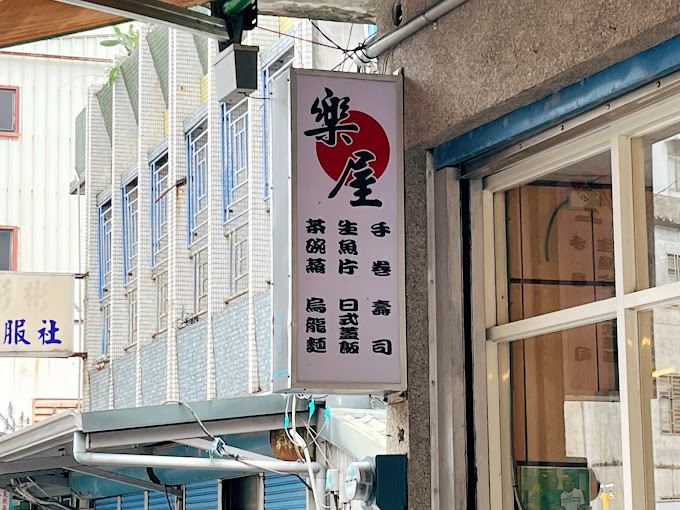 樂屋
手卷 壽司
生魚片 日式蓋飯
茶碗蒸 烏龍麵
服社